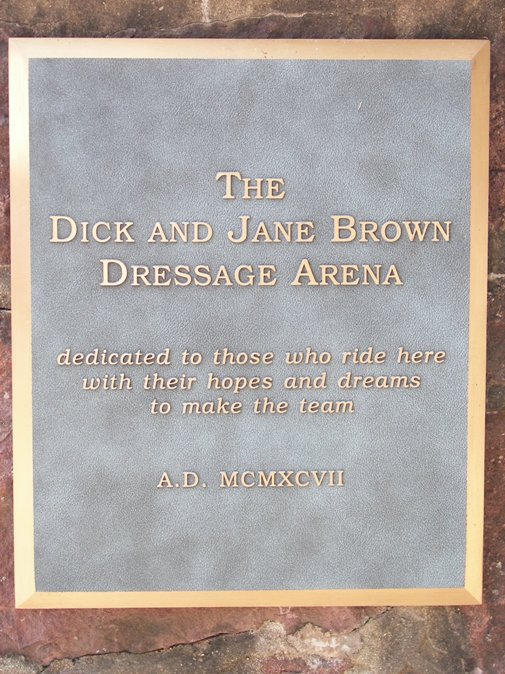 The
Dick and Jane Brown
Dressage Arena
dedicated to those who ride here
with their hopes and dreams
to make the team
A.D. MCMXCVII